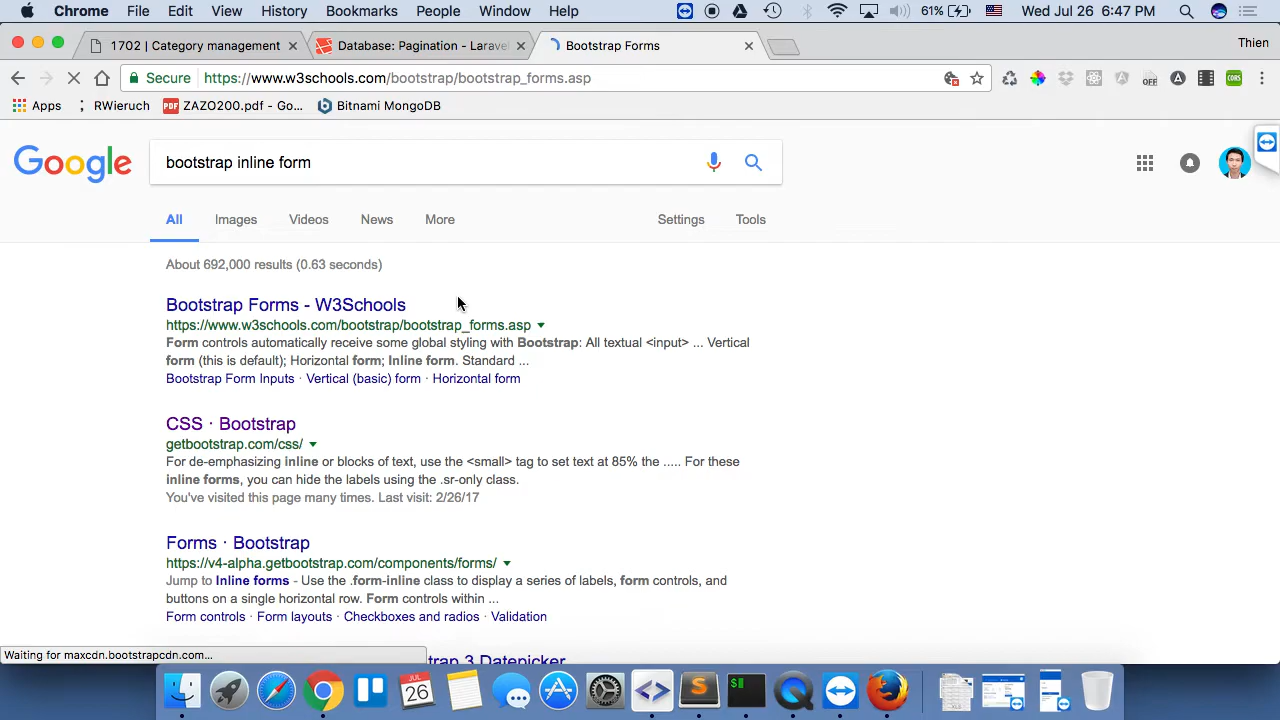 Chrome File Edit View History Bookmarks People Window Help 61% Wed Jul 26 6:47 PM
1702 | Category management Database: Pagination - Laravel Bootstrap Forms Thien
Secure https://www.w3schools.com/bootstrap/bootstrap_forms.asp OFF CORS
Apps RWieruch PDF ZAZO200.pdf - Go... Bitnami MongoDB
Google bootstrap inline form
All Images Videos News More Settings Tools
About 692,000 results (0.63 seconds)
Bootstrap Forms - W3Schools
https://www.w3schools.com/bootstrap/bootstrap_forms.asp
Form controls automatically receive some global styling with Bootstrap: All textual <input> ... Vertical
form (this is default); Horizontal form; Inline form. Standard ...
Bootstrap Form Inputs · Vertical (basic) form · Horizontal form
CSS · Bootstrap
getbootstrap.com/css/
For de-emphasizing inline or blocks of text, use the <small> tag to set text at 85% the ..... For these
inline forms, you can hide the labels using the .sr-only class.
You've visited this page many times. Last visit: 2/26/17
Forms · Bootstrap
https://v4-alpha.getbootstrap.com/components/forms/
Jump to Inline forms - Use the .form-inline class to display a series of labels, form controls, and
buttons on a single horizontal row. Form controls within ...
Form controls · Form layouts · Checkboxes and radios · Validation
Waiting for maxcdn.bootstrapcdn.com...
trap 3 Datepicker
JUL
26